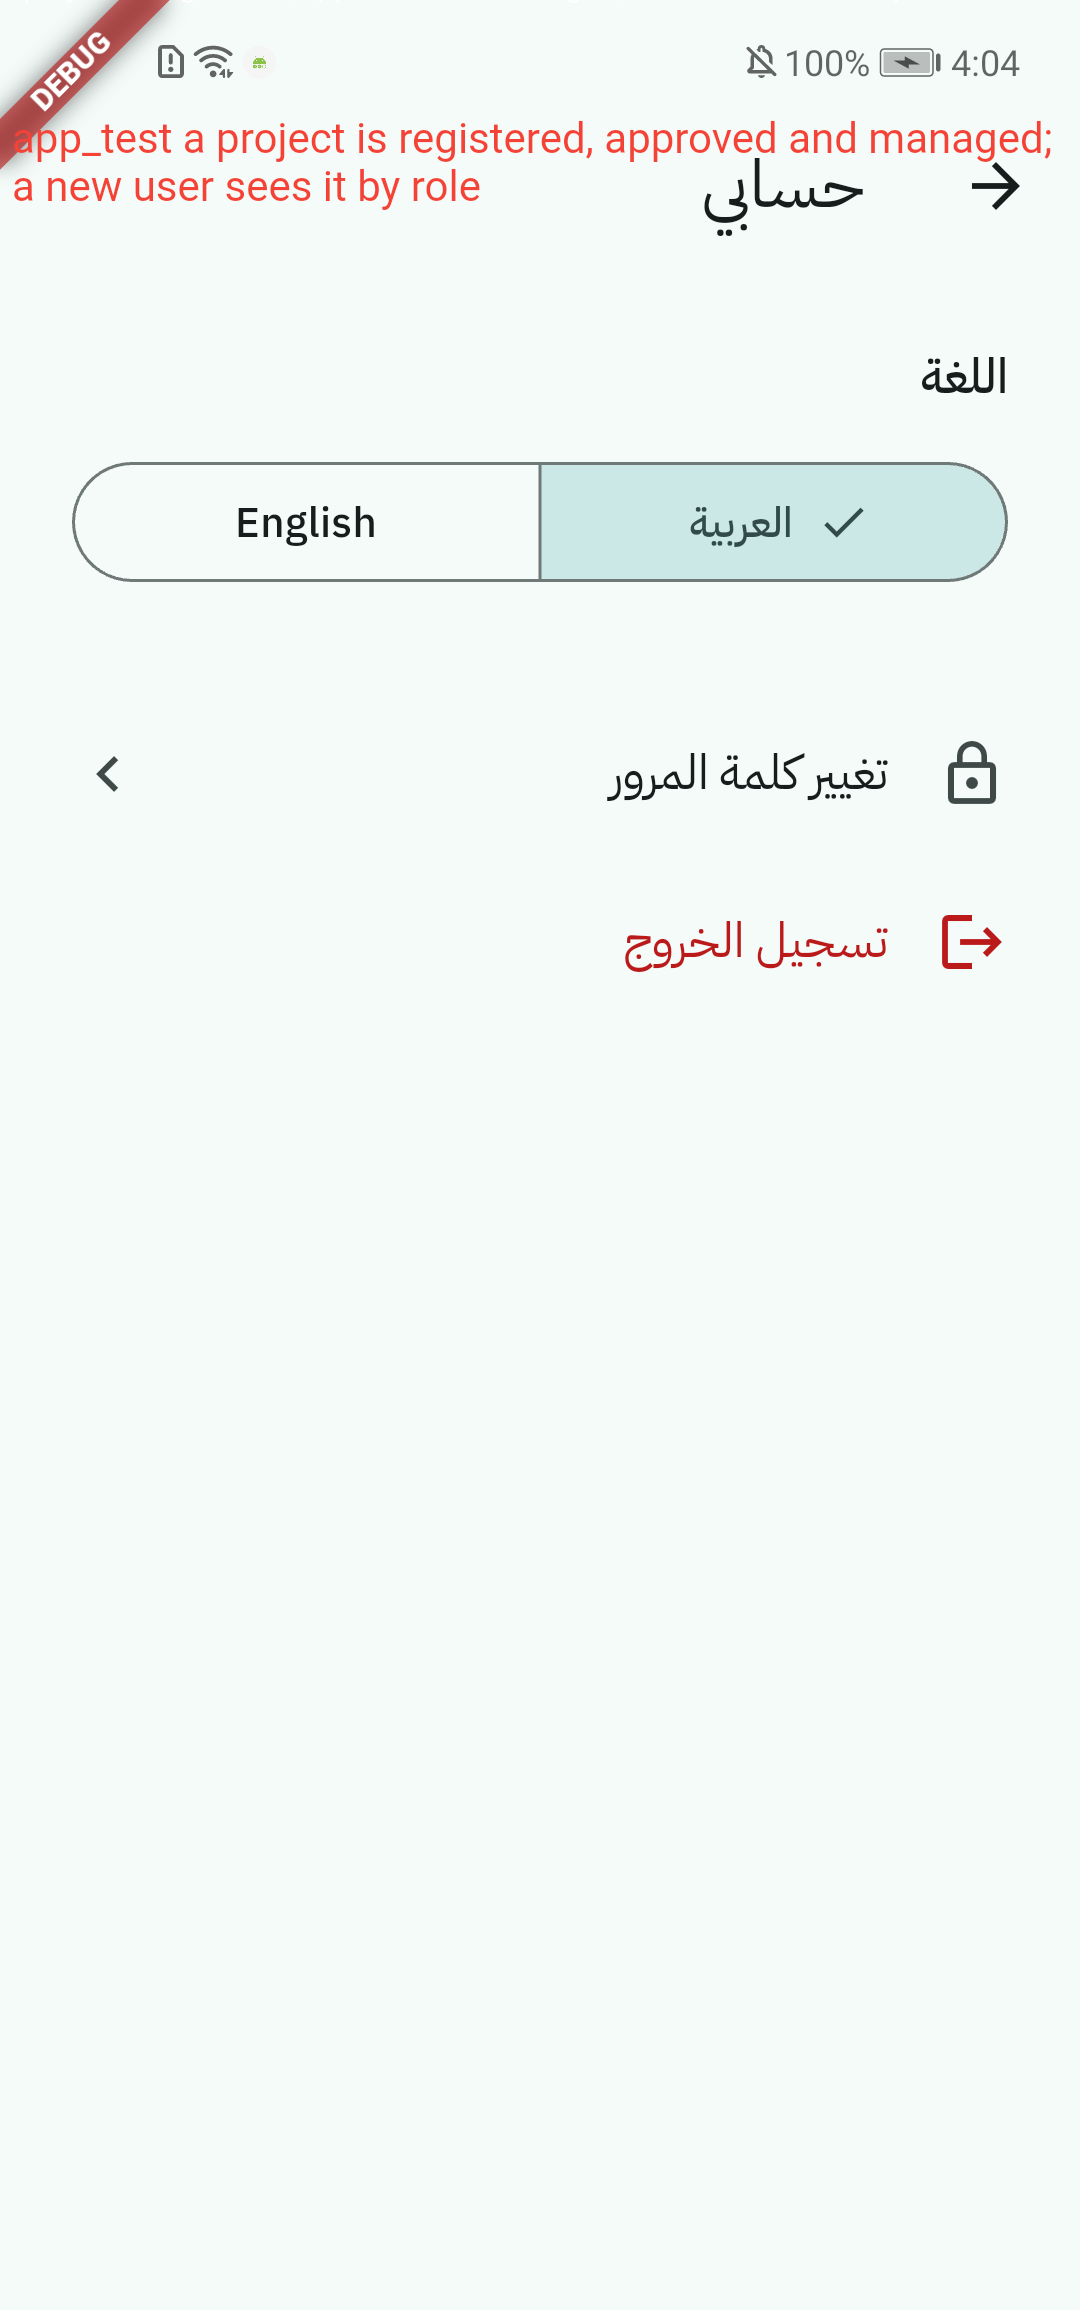 DEBUG
100% 4:04
app_test a project is registered, approved and managed;
a new user sees it by role
حسابي
اللغة
العربية
English
تغيير كلمة المرور
تسجيل الخروج